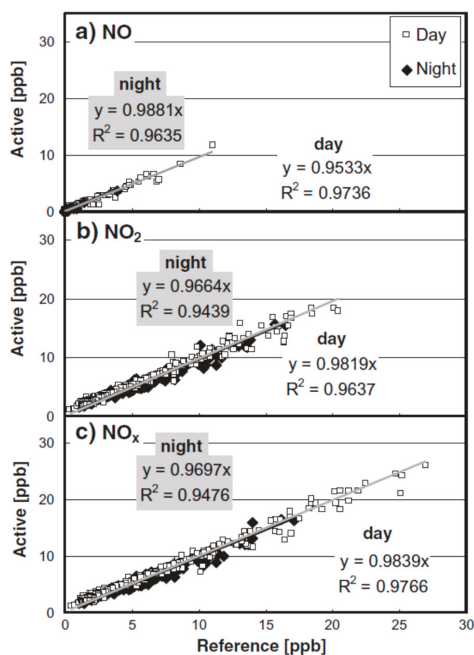 a) NO
Day
Night
night
y = 0.9881x
R² = 0.9635
day
y = 0.9533x
R² = 0.9736
Active [ppb]
30
20
10
0
b) NO₂
night
y = 0.9664x
R² = 0.9439
day
y = 0.9819x
R² = 0.9637
Active [ppb]
30
20
10
0
c) NOₓ
night
y = 0.9697x
R² = 0.9476
day
y = 0.9839x
R² = 0.9766
Active [ppb]
30
20
10
0
0 5 10 15 20 25 30
Reference [ppb]